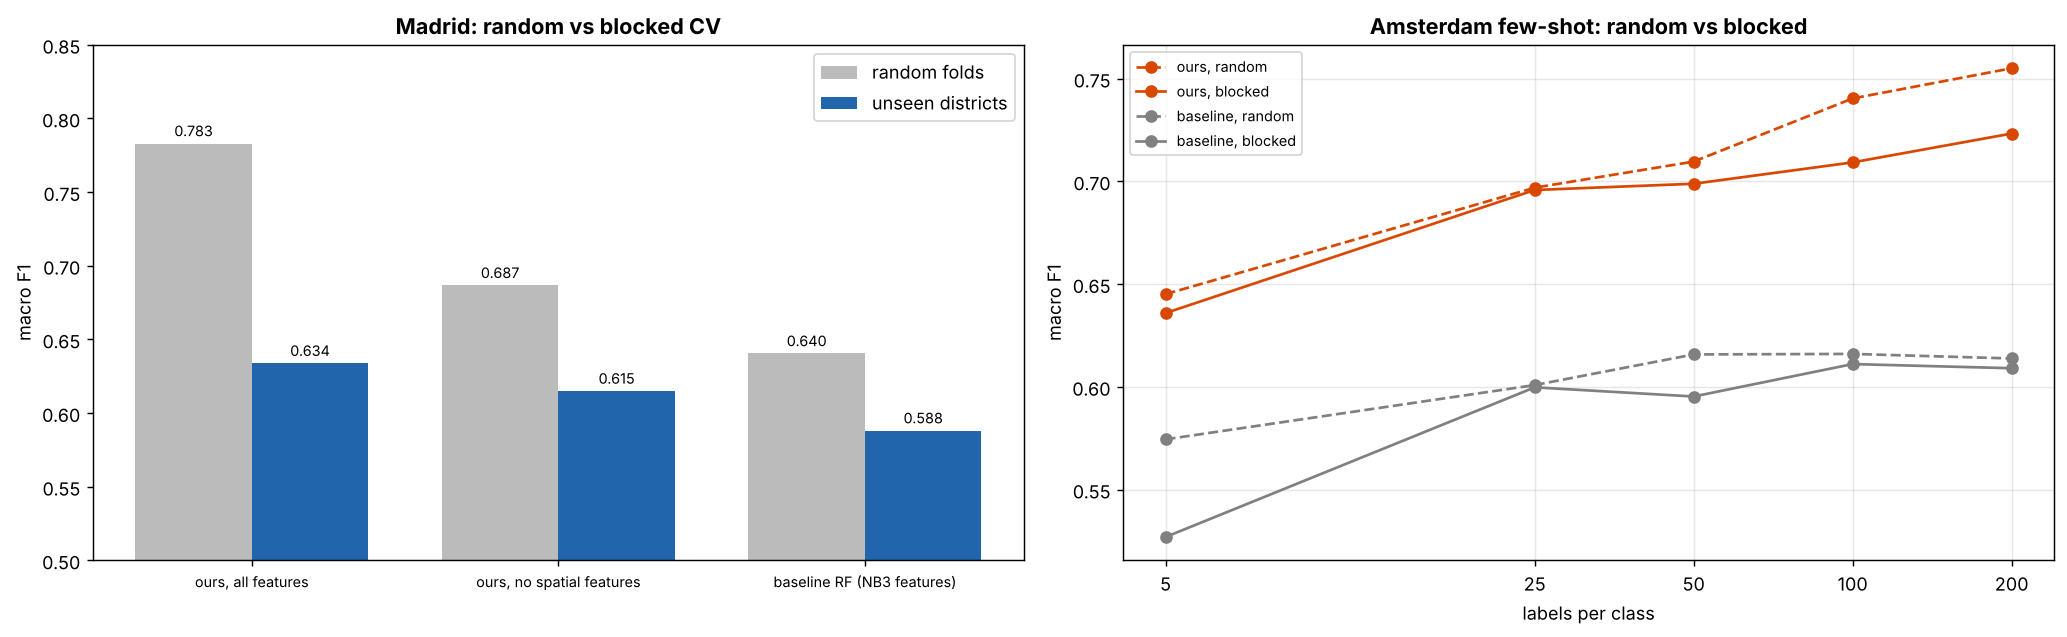 Madrid: random vs blocked CV
random folds
unseen districts
macro F1
0.85
0.80
0.75
0.70
0.65
0.60
0.55
0.50
0.783
0.634
0.687
0.615
0.640
0.588
ours, all features
ours, no spatial features
baseline RF (NB3 features)
Amsterdam few-shot: random vs blocked
ours, random
ours, blocked
baseline, random
baseline, blocked
macro F1
0.75
0.70
0.65
0.60
0.55
5 25 50 100 200
labels per class